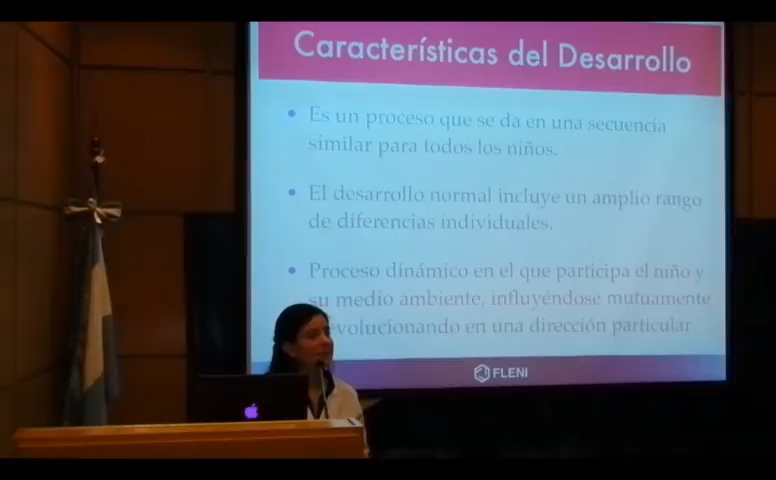 Características del Desarrollo
• Es un proceso que se da en una secuencia
similar para todos los niños.
• El desarrollo normal incluye un amplio rango
de diferencias individuales.
• Proceso dinámico en el que participa el niño y
su medio ambiente, influyéndose mutuamente
volucionando en una dirección particular
FLENI